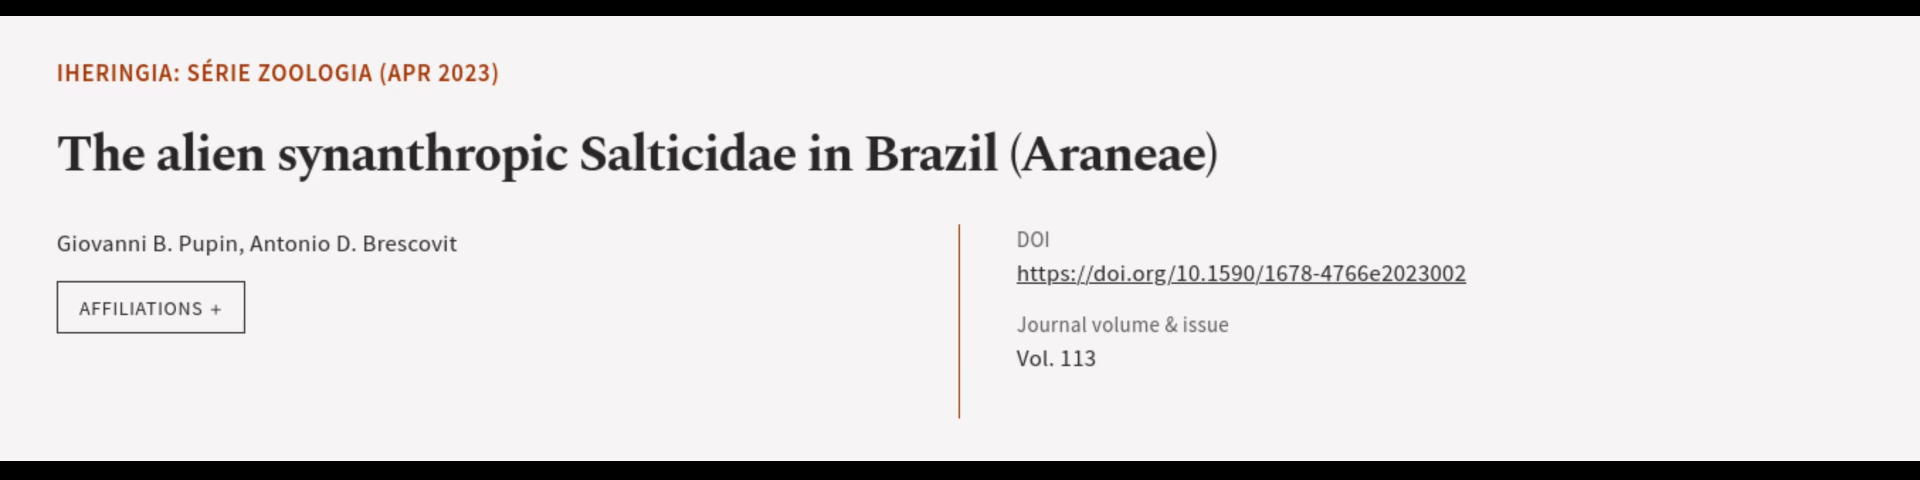 IHERINGIA: SÉRIE ZOOLOGIA (APR 2023)
The alien synanthropic Salticidae in Brazil (Araneae)
Giovanni B. Pupin, Antonio D. Brescovit
AFFILIATIONS +
DOI
https://doi.org/10.1590/1678-4766e2023002
Journal volume & issue
Vol. 113